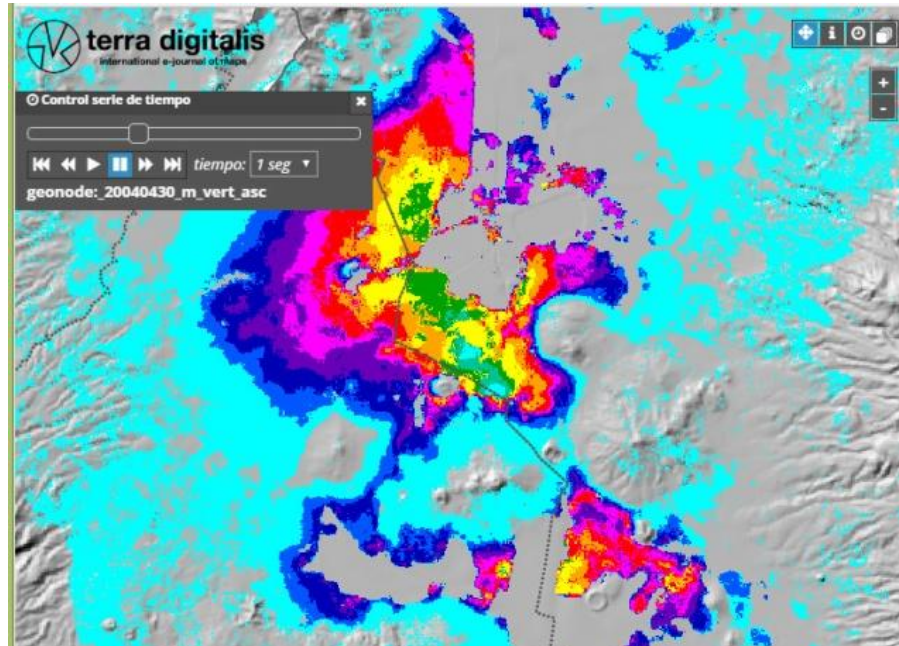 terra digitalis
international e-journal of maps
Control serie de tiempo
tiempo: 1 seg
geonode:_20040430_m_vert_asc